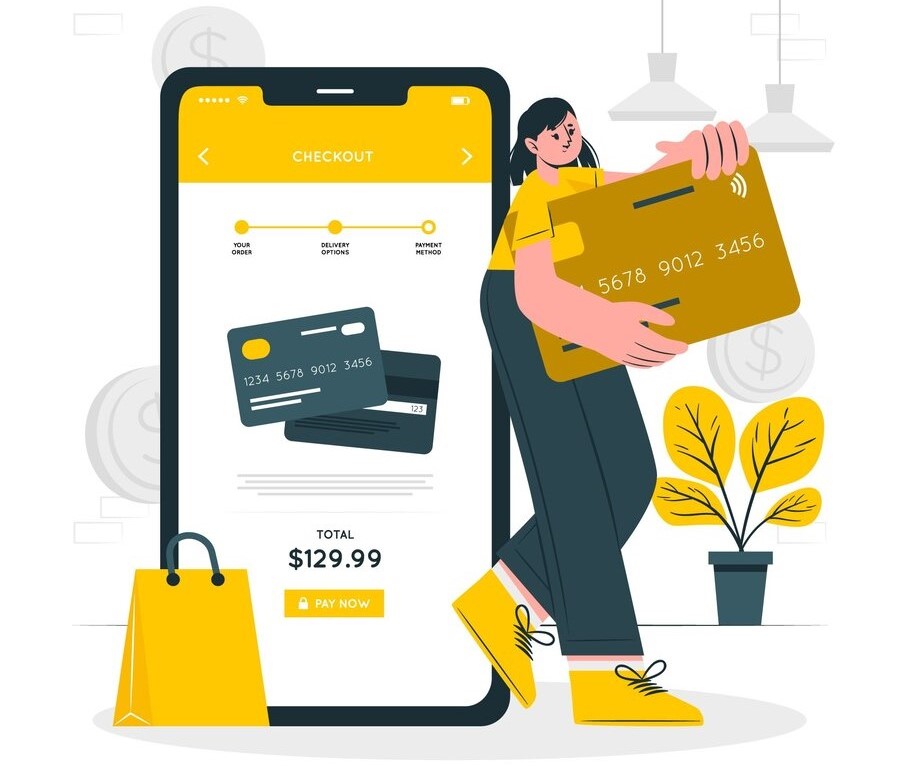 CHECKOUT
YOUR
ORDER
DELIVERY
OPTIONS
PAYMENT
METHOD
1234 5678 9012 3456
123
TOTAL
$129.99
PAY NOW
5678 9012 3456